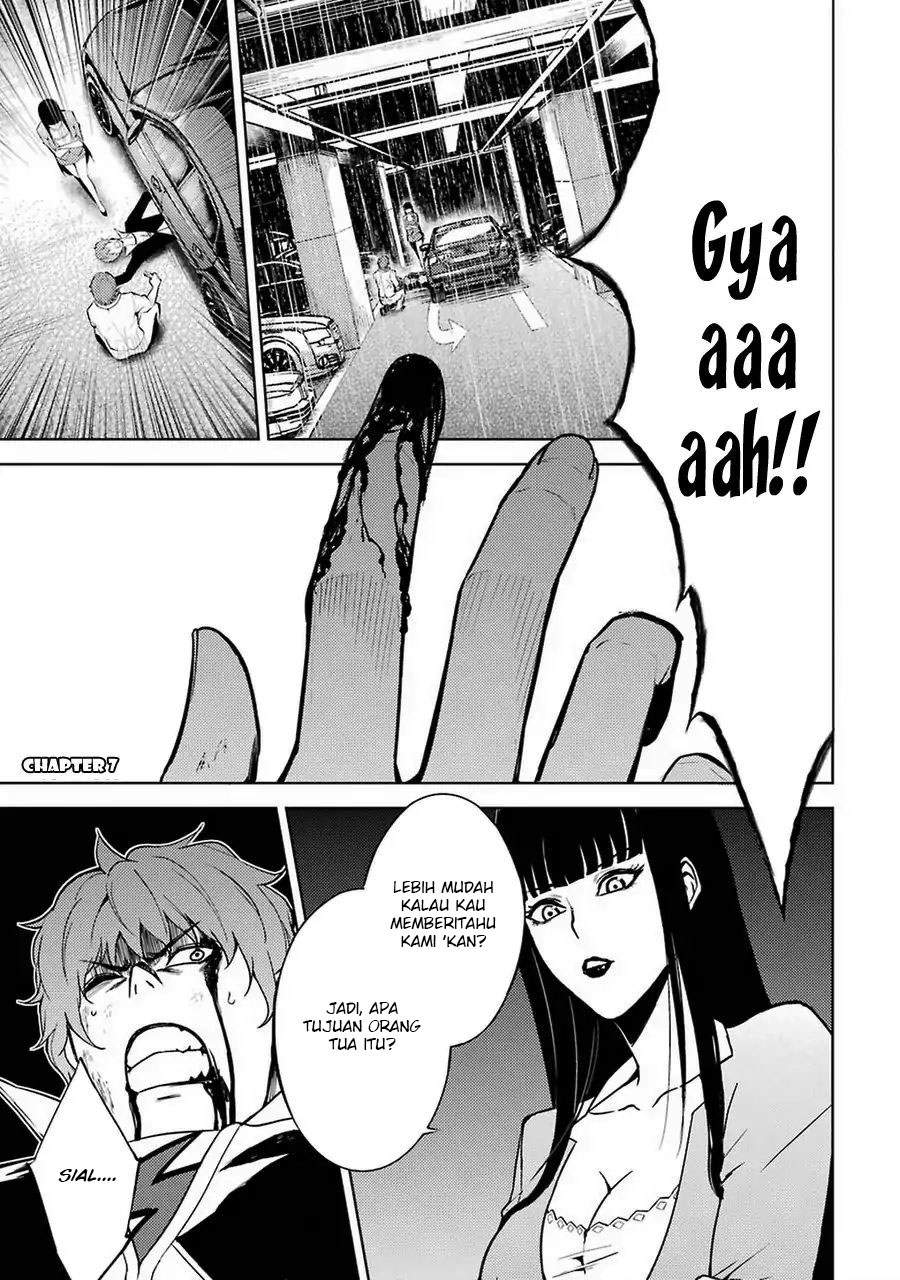 Gya
aaa
aah!!
CHAPTER 7
LEBIH MUDAH
KALAU KAU
MEMBERITAHU
KAMI 'KAN?
JADI, APA
TUJUAN ORANG
TUA ITU?
SIAL....